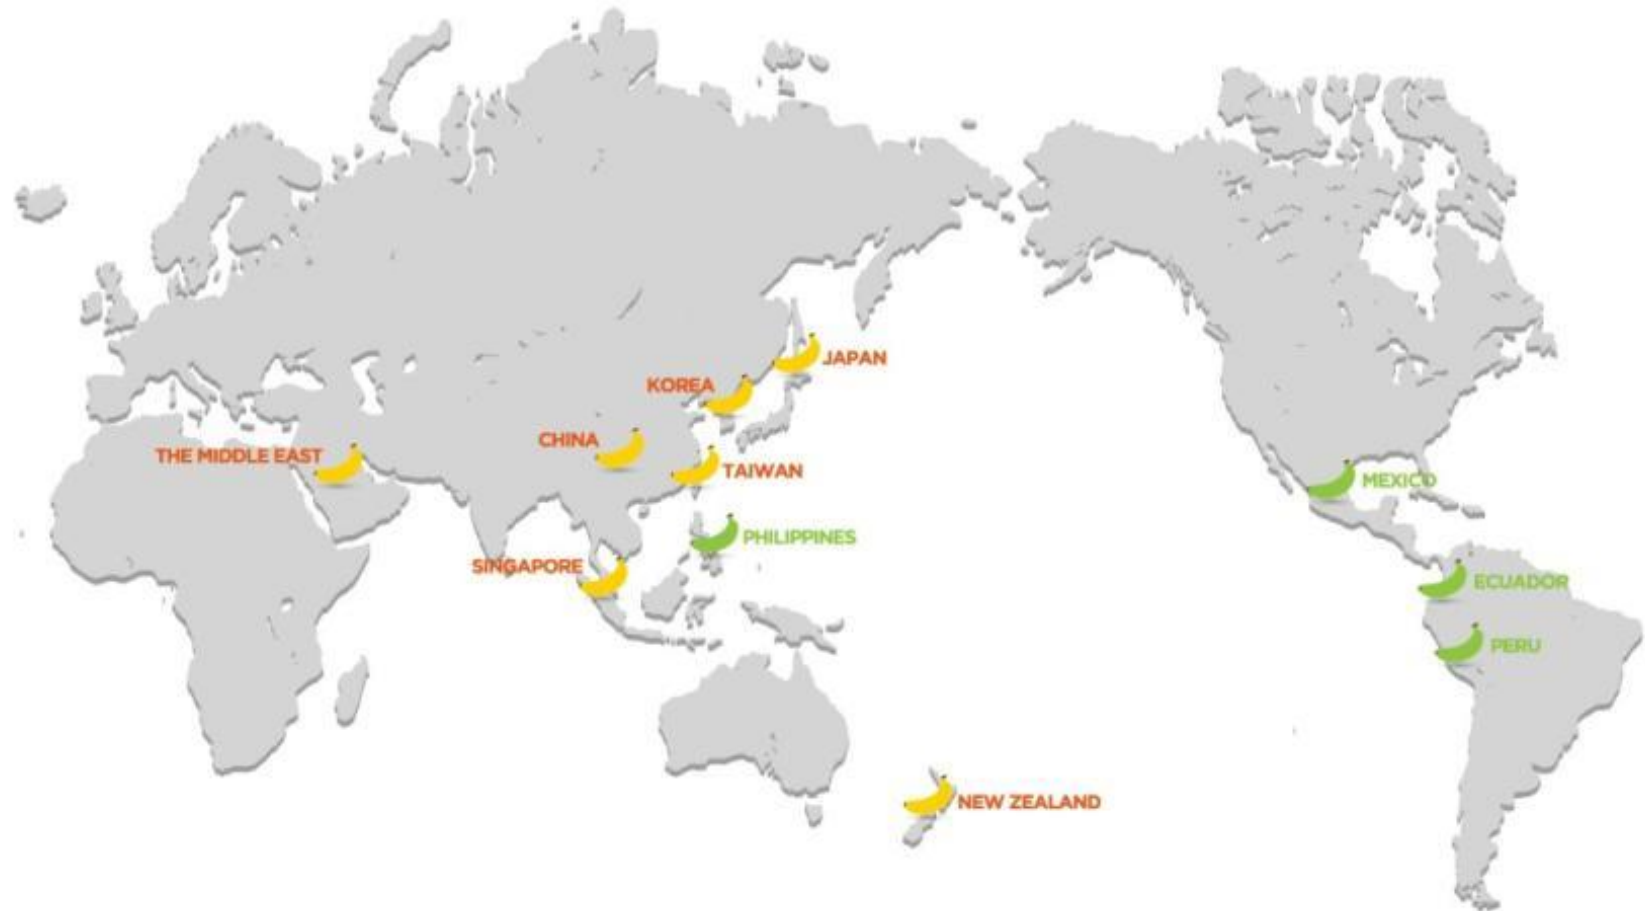 JAPAN
KOREA
CHINA
THE MIDDLE EAST
TAIWAN
MEXICO
PHILIPPINES
SINGAPORE
ECUADOR
PERU
NEW ZEALAND